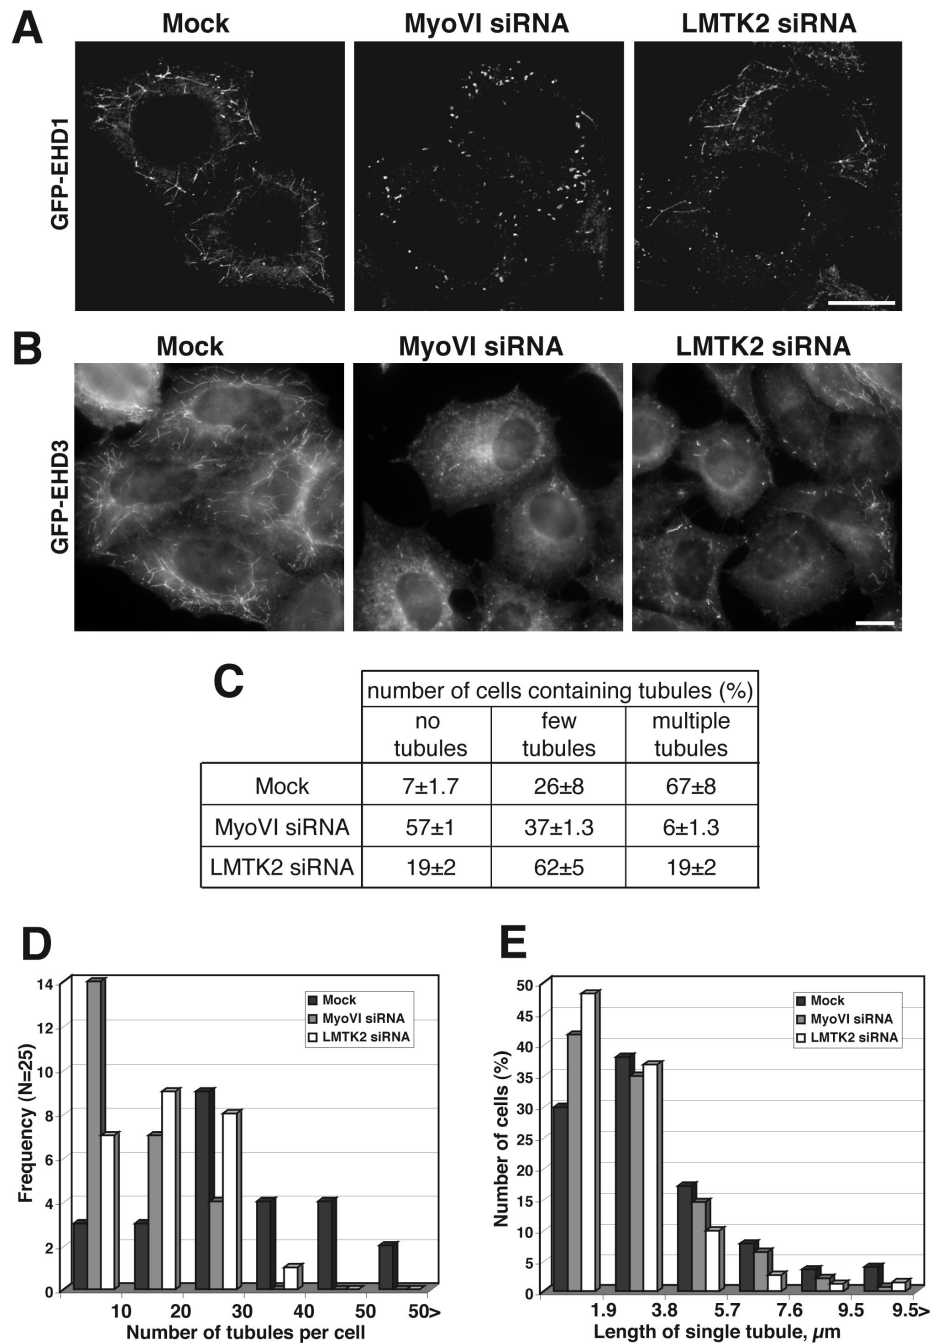 A
Mock
MyoVI siRNA
LMTK2 siRNA
GFP-EHD1
B
Mock
MyoVI siRNA
LMTK2 siRNA
GFP-EHD3
C
number of cells containing tubules (%)
no tubules
few tubules
multiple tubules
Mock 7±1.7 26±8 67±8
MyoVI siRNA 57±1 37±1.3 6±1.3
LMTK2 siRNA 19±2 62±5 19±2
D
Frequency (N=25)
14
12
10
8
6
4
2
0
Mock
MyoVI siRNA
LMTK2 siRNA
10 20 30 40 50 50>
Number of tubules per cell
E
Number of cells (%)
50
45
40
35
30
25
20
15
10
5
0
Mock
MyoVI siRNA
LMTK2 siRNA
1.9 3.8 5.7 7.6 9.5 9.5>
Length of single tubule, µm